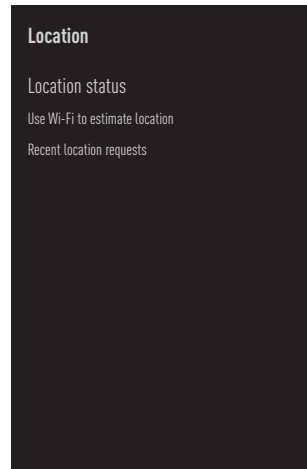 Location
Location status
Use Wi-Fi to estimate location
Recent location requests